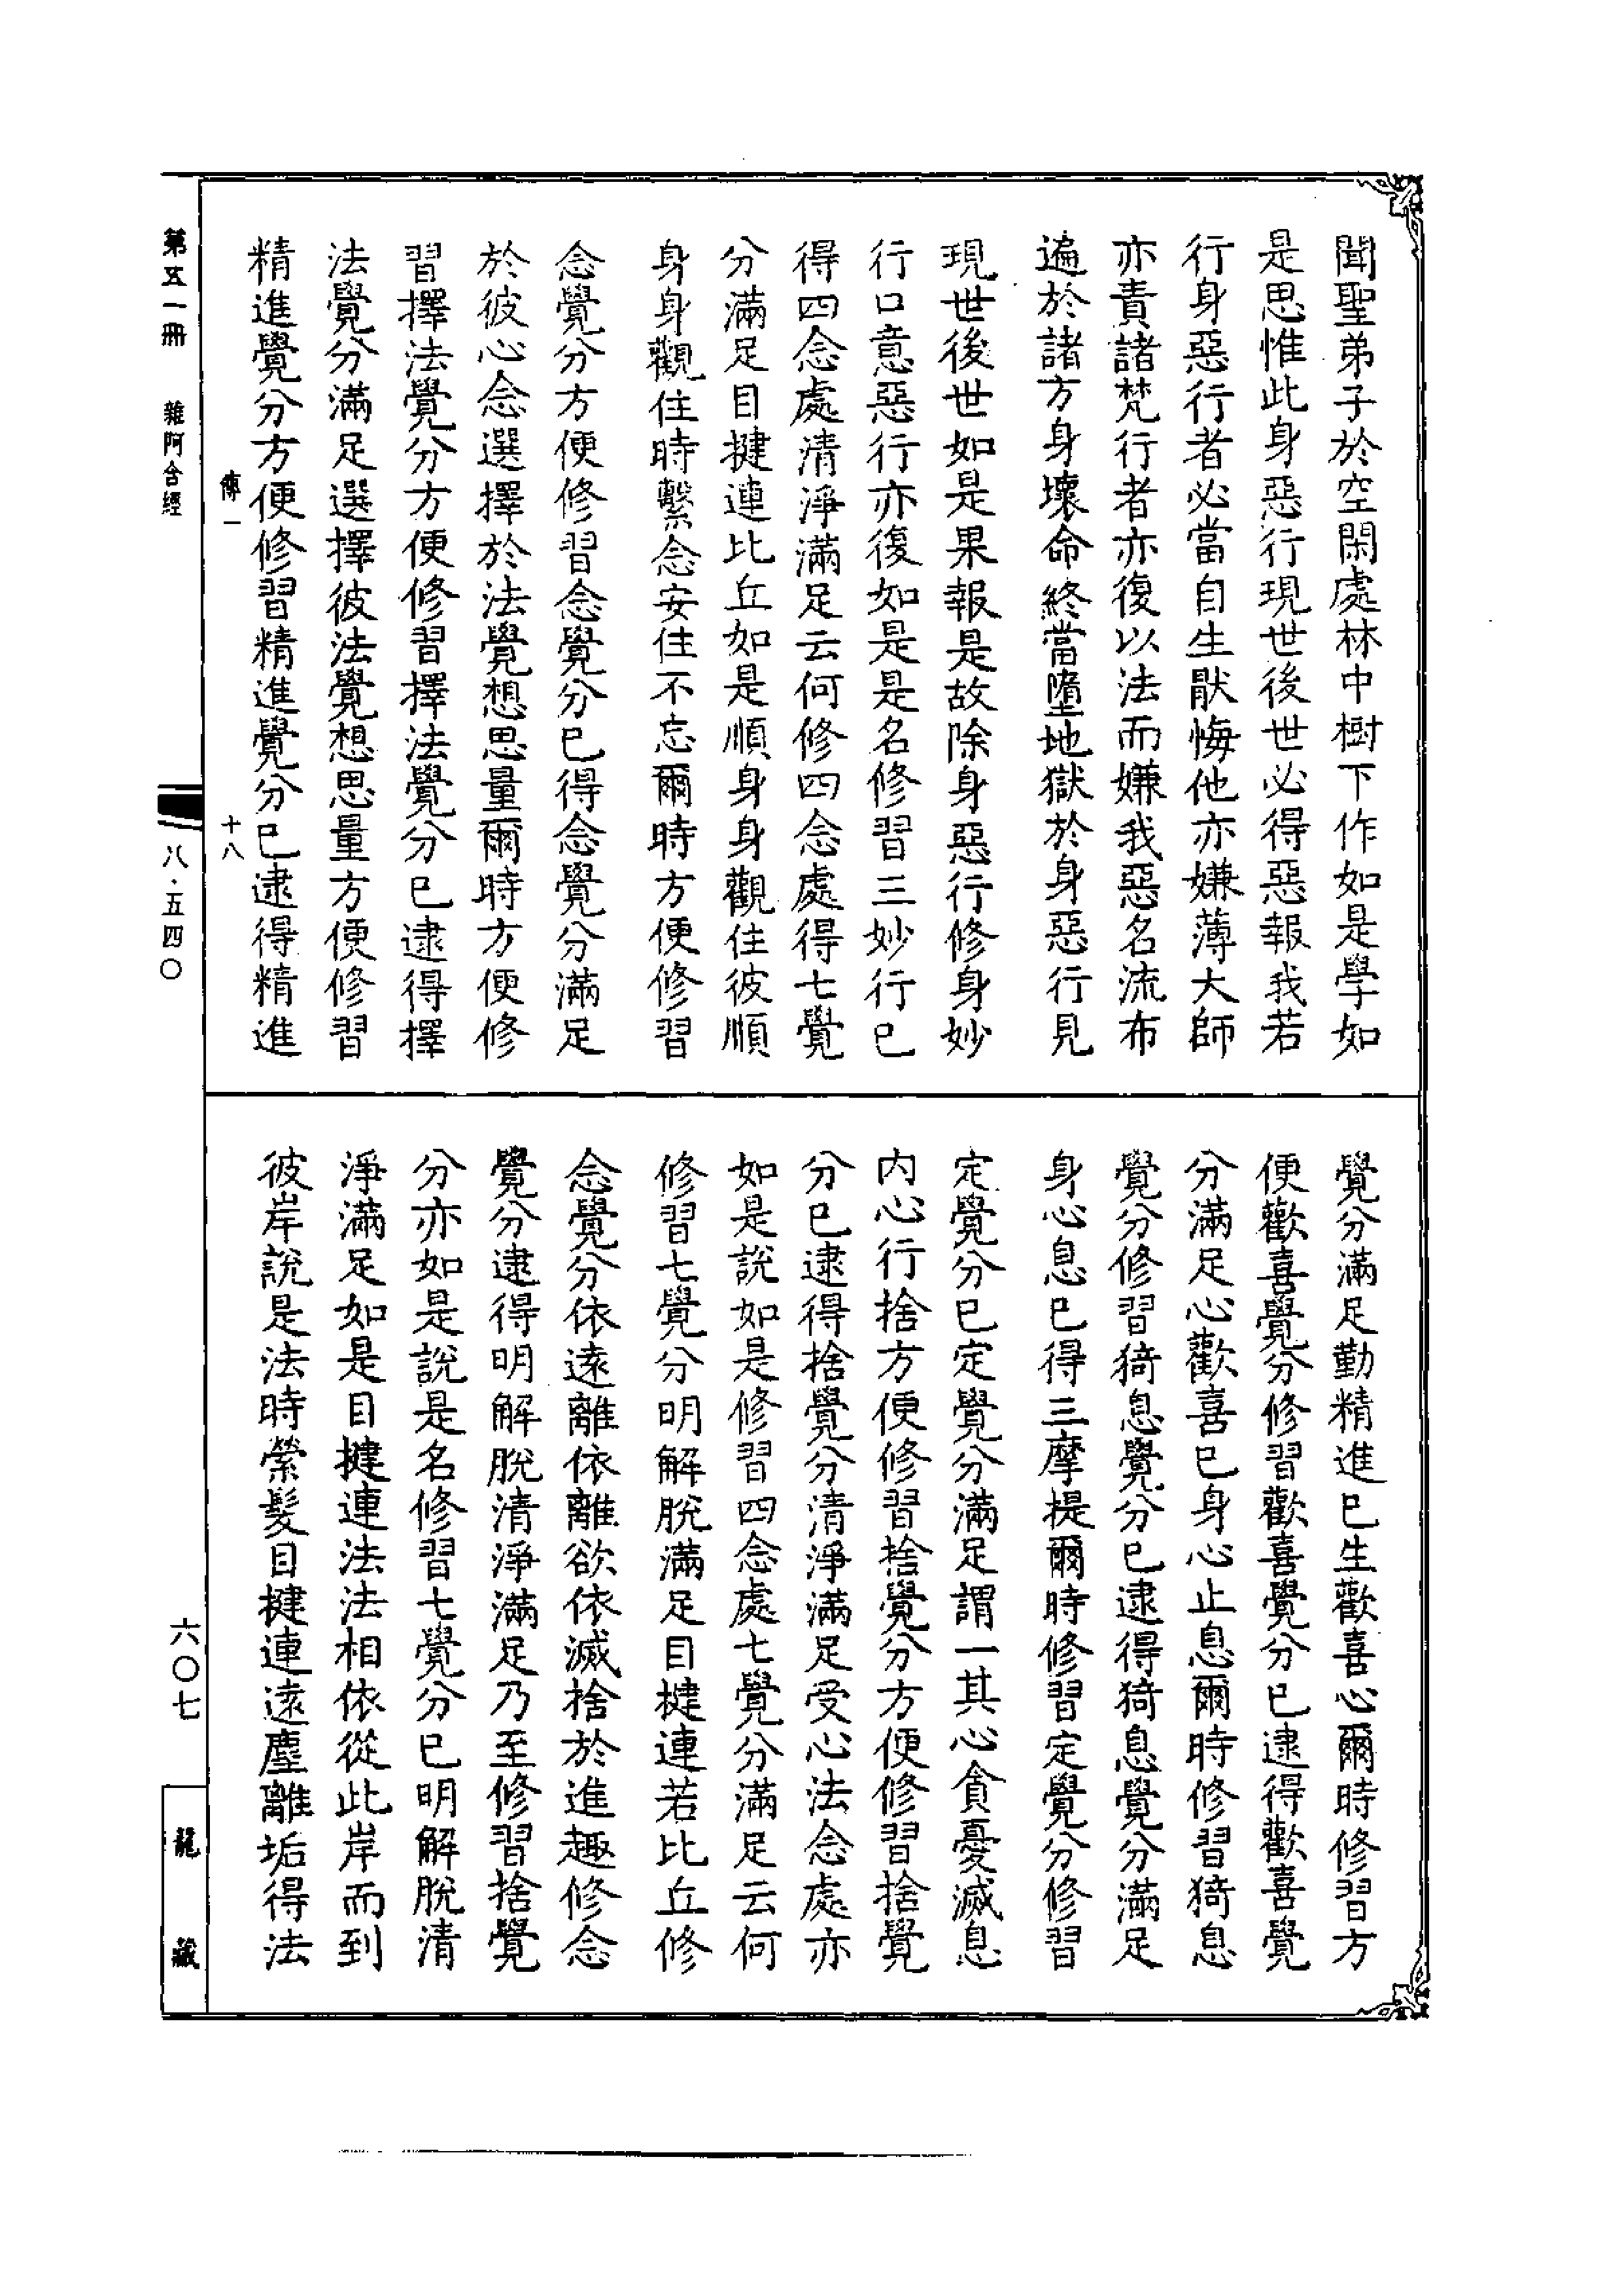 聞聖弟子於空閑處林中樹下作如是學如
是思惟此身惡行現世後世必得惡報我若
行身惡行者必當自生厭悔他亦嫌薄大師
亦責諸梵行者亦復以法而嫌我惡名流布
遍於諸方身壞命終當墮地獄於身惡行見
現世後世如是果報是故除身惡行修身妙
行口意惡行亦復如是是名修習三妙行已
得四念處清淨滿足云何修四念處得七覺
分滿足目揵連比丘如是順身身觀住彼順
身身觀住時繫念安住不忘爾時方便修習
念覺分方便修習念覺分已得念覺分滿足
於彼心念選擇於法覺想思量爾時方便修
習擇法覺分方便修習擇法覺分已逮得擇
法覺分滿足選擇彼法覺想思量方便修習
精進覺分方便修習精進覺分已逮得精進
傳一
十八
覺分滿足勤精進已生歡喜心爾時修習方
便歡喜覺分修習歡喜覺分已逮得歡喜覺
分滿足心歡喜已身心止息爾時修習猗息
覺分修習猗息覺分已逮得猗息覺分滿足
身心息已得三摩提爾時修習定覺分修習
定覺分已定覺分滿足謂一其心貪憂滅息
內心行捨方便修習捨覺分方便修習捨覺
分已逮得捨覺分清淨滿足受心法念處亦
如是說如是修習四念處七覺分滿足云何
修習七覺分明解脫滿足目揵連若比丘修
念覺分依遠離依離欲依滅捨於進趣修念
覺分逮得明解脫清淨滿足乃至修習捨覺
分亦如是說是名修習七覺分已明解脫清
淨滿足如是目揵連法法相依從此岸而到
彼岸說是法時縈髮目揵連遠塵離垢得法
第五一冊
雜阿含經
八·五四〇
六〇七
龍藏